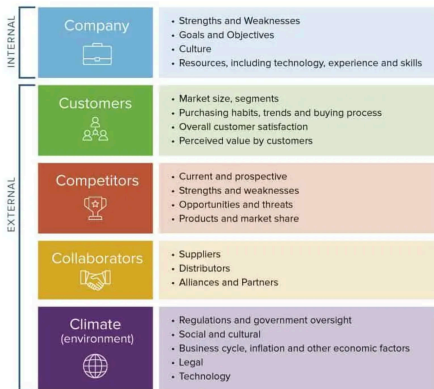 INTERNAL
Company
• Strengths and Weaknesses
• Goals and Objectives
• Culture
• Resources, including technology, experience and skills
EXTERNAL
Customers
• Market size, segments
• Purchasing habits, trends and buying process
• Overall customer satisfaction
• Perceived value by customers
Competitors
• Current and prospective
• Strengths and weaknesses
• Opportunities and threats
• Products and market share
Collaborators
• Suppliers
• Distributors
• Alliances and Partners
Climate
(environment)
• Regulations and government oversight
• Social and cultural
• Business cycle, inflation and other economic factors
• Legal
• Technology